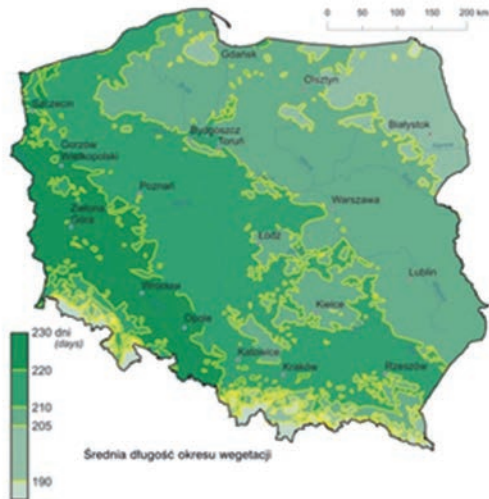 0 50 100 150 200 km
Gdańsk
Olsztyn
Szczecin
Białystok
Bydgoszcz
Toruń
Gorzów
Wielkopolski
Poznań
Warszawa
Zielona
Góra
Łódź
Lublin
Wrocław
Kielce
Opole
Katowice
Kraków
Rzeszów
230 dni
(days)
220
210
205
190
Średnia długość okresu wegetacji